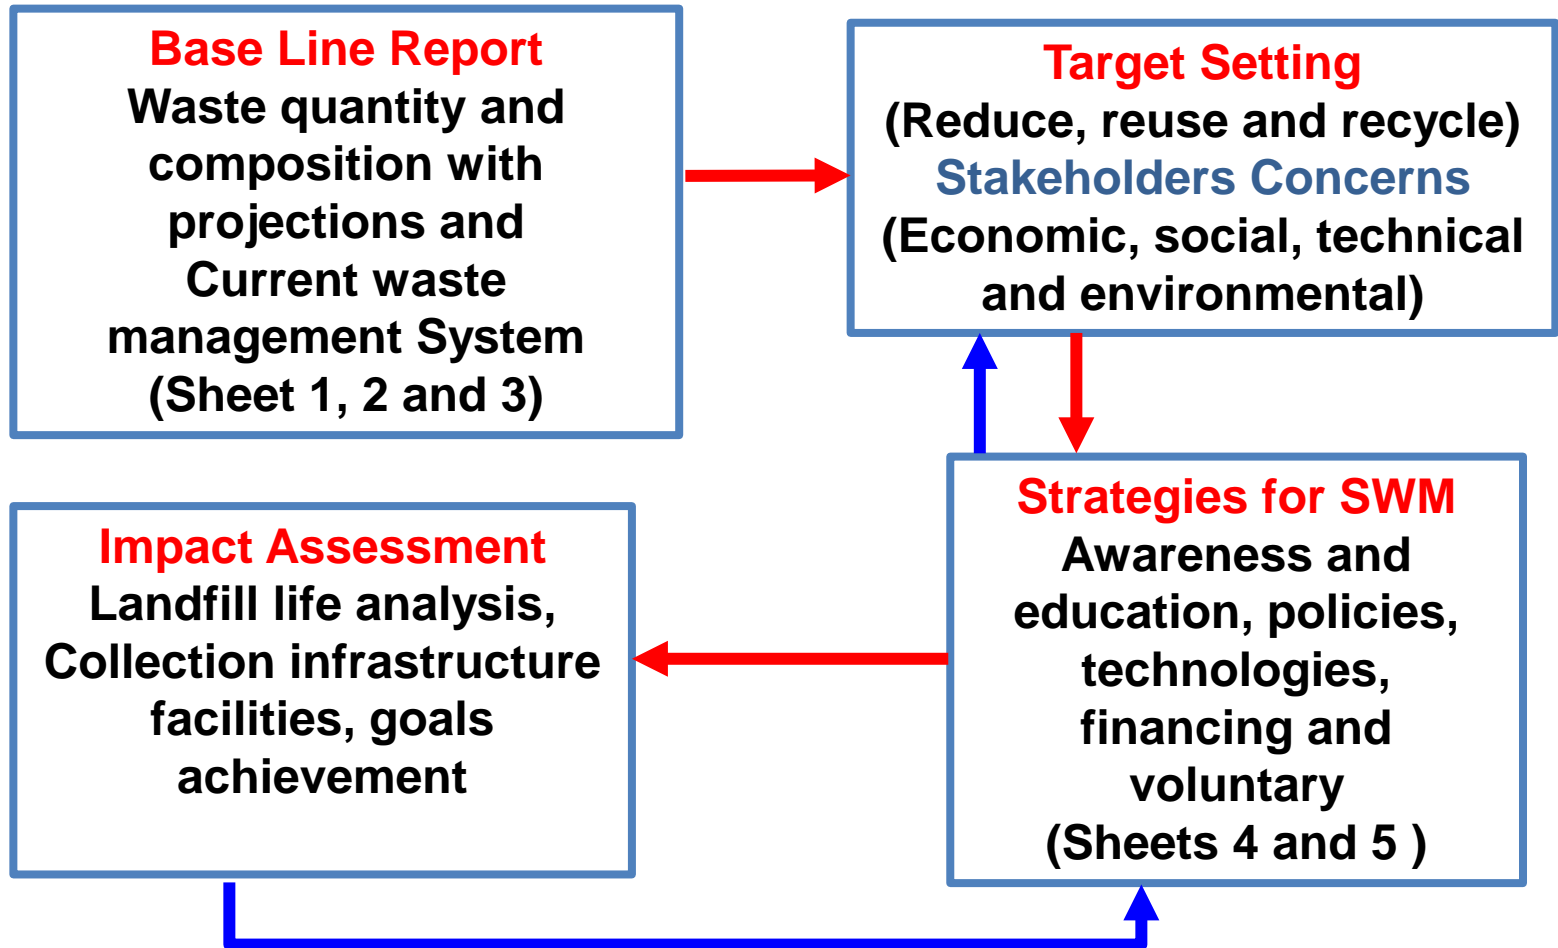 Base Line Report
Waste quantity and
composition with
projections and
Current waste
management System
(Sheet 1, 2 and 3)
Target Setting
(Reduce, reuse and recycle)
Stakeholders Concerns
(Economic, social, technical
and environmental)
Impact Assessment
Landfill life analysis,
Collection infrastructure
facilities, goals
achievement
Strategies for SWM
Awareness and
education, policies,
technologies,
financing and
voluntary
(Sheets 4 and 5 )